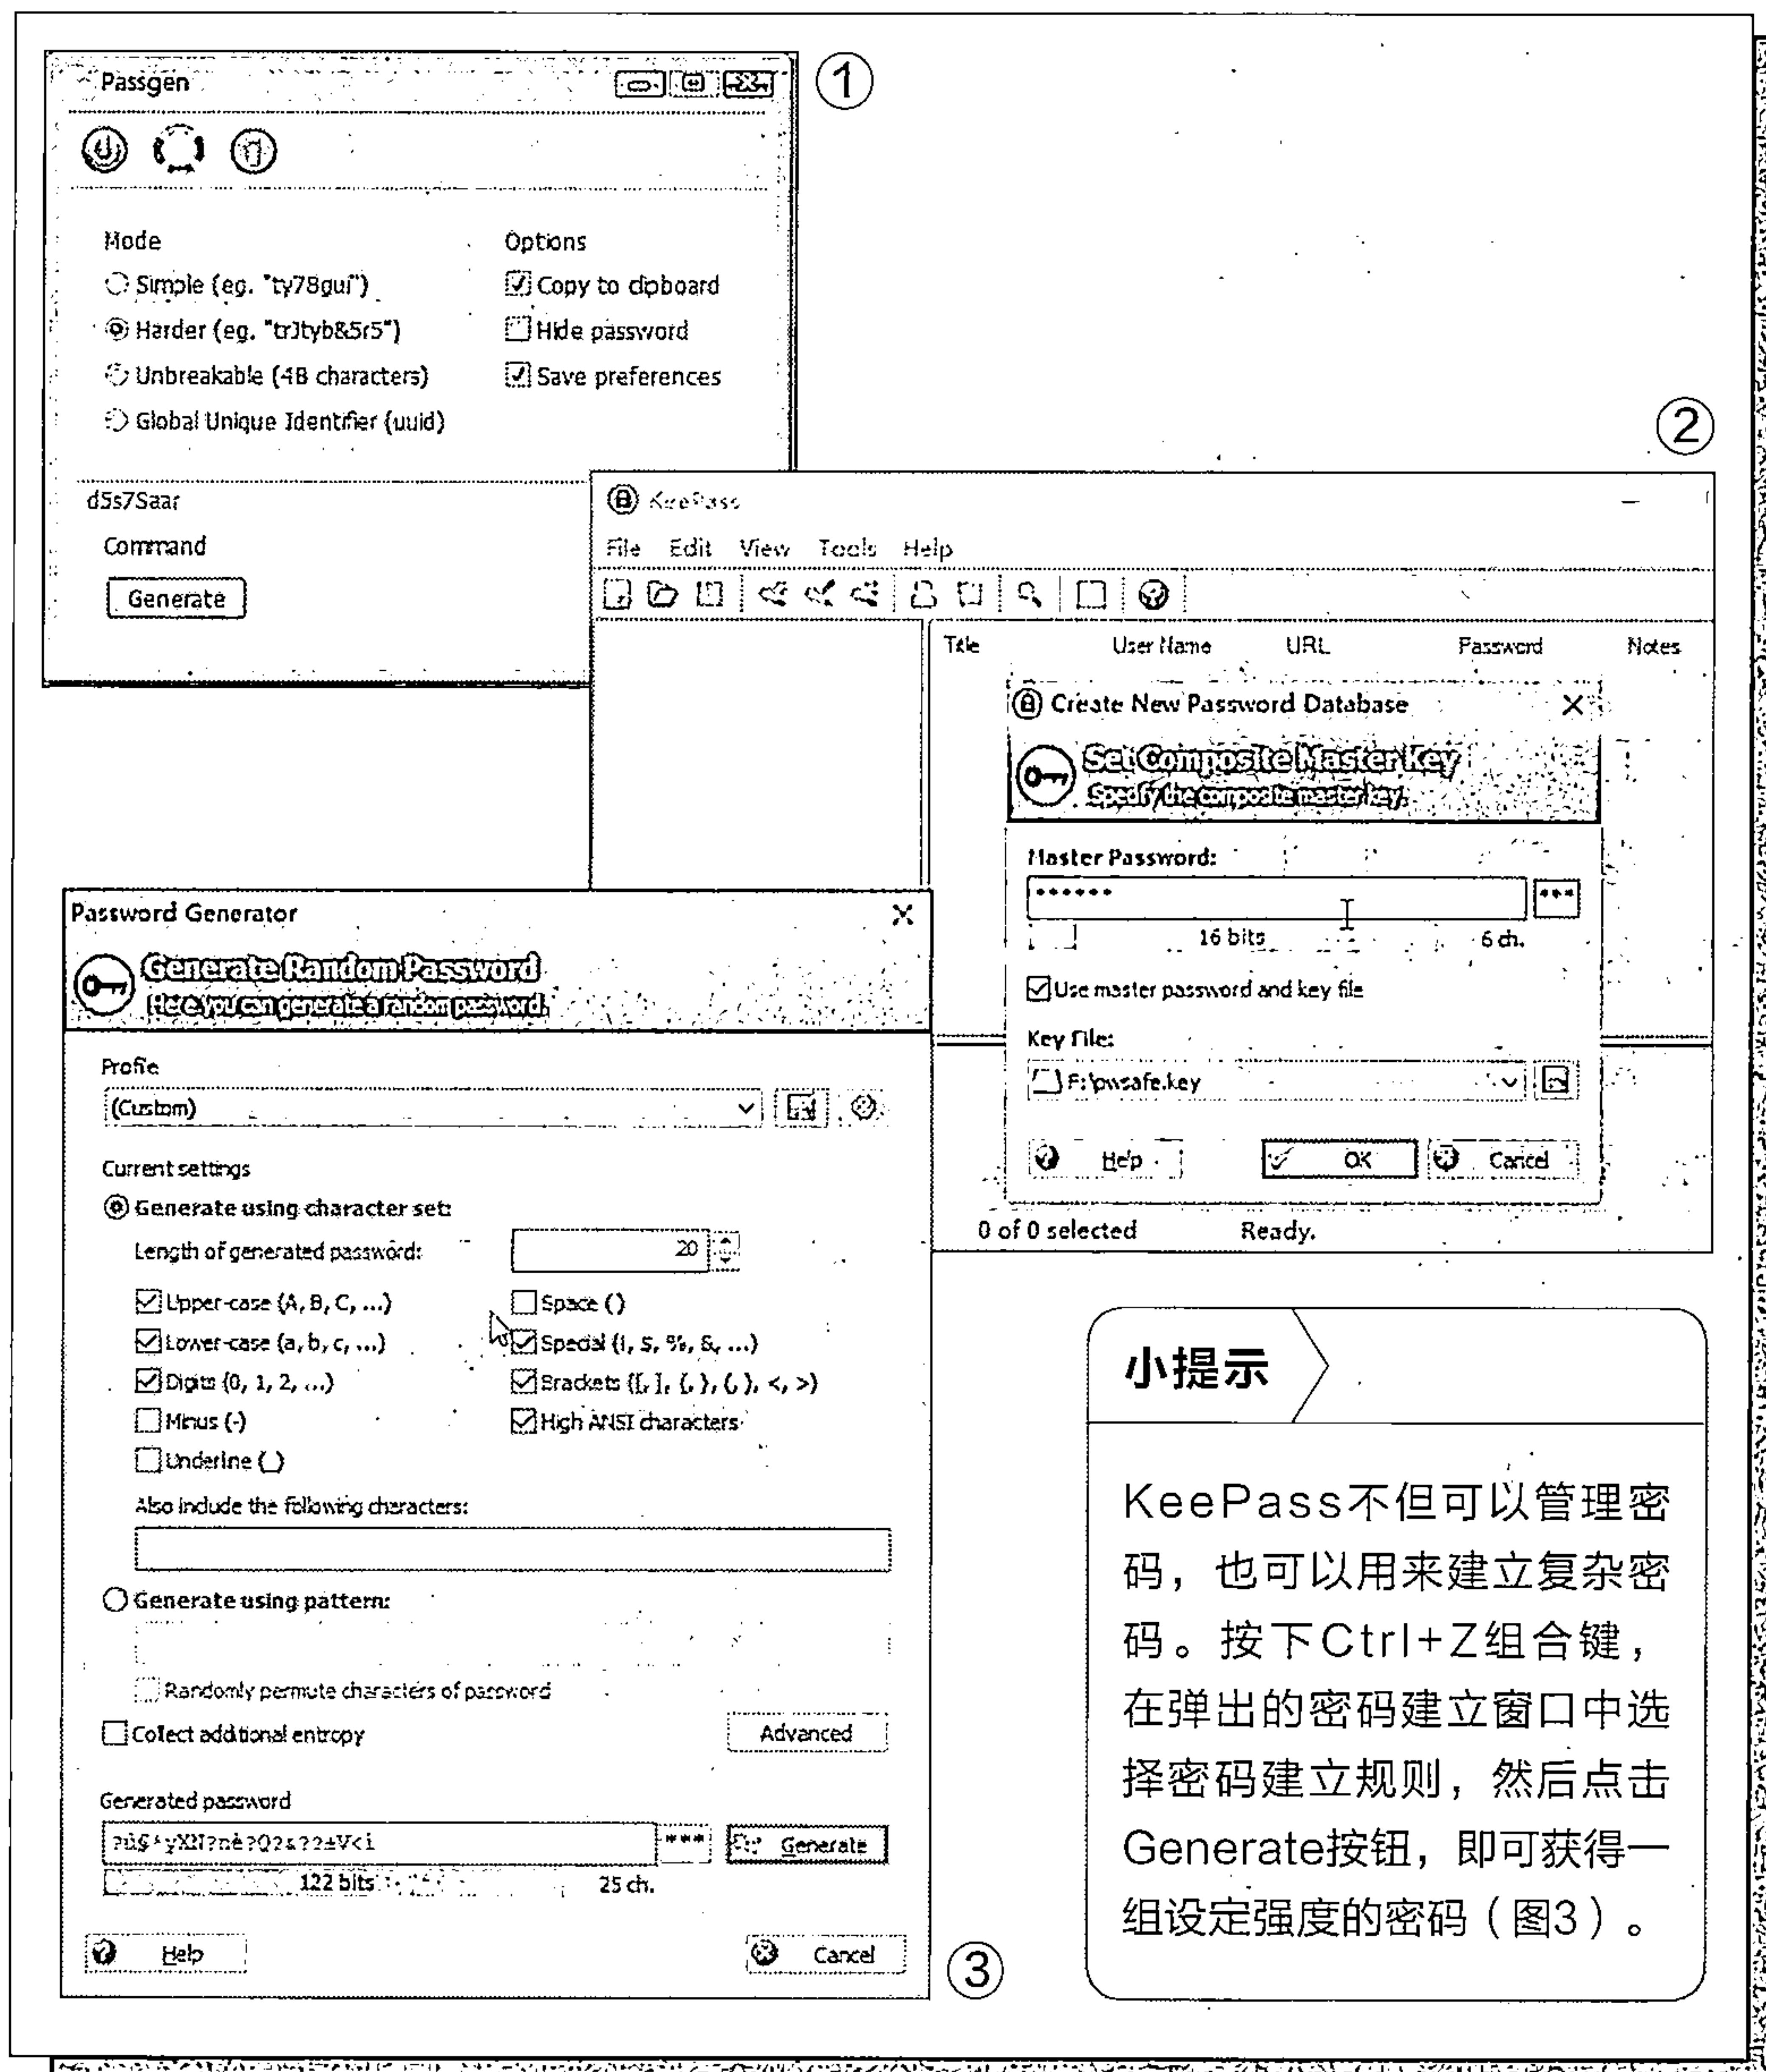 Passgen
①
Mode
Options
Simple (eg. "ty78gui")
Copy to clipboard
Harder (eg. "trJtyb&5r5")
Hide password
Unbreakable (48 characters)
Save preferences
Global Unique Identifier (uuid)
d5s7Saar
Command
Generate
②
KeePass
File Edit View Tools Help
Title User Name URL Password Notes
Create New Password Database
Set Composite Master Key
Specify the composite master key.
Master Password:
******
***
16 bits 6 ch.
Use master password and key file
Key File:
F:\pwsafe.key
Help OK Cancel
0 of 0 selected Ready.
Password Generator
Generate Random Password
Here you can generate a random password.
Profile
(Custom)
Current settings
Generate using character set:
Length of generated password: 20
Upper-case (A, B, C, ...)
Space ( )
Lower-case (a, b, c, ...)
Special (!, $, %, &, ...)
Digits (0, 1, 2, ...)
Brackets ([, ], {, }, (, ), <, >)
Minus (-)
High ANSI characters
Underline (_)
Also include the following characters:
Generate using pattern:
Randomly permute characters of password
Collect additional entropy
Advanced
Generated password
*** Generate
122 bits 25 ch.
Help Cancel
③
小提示
KeePass不但可以管理密
码，也可以用来建立复杂密
码。按下Ctrl+Z组合键，
在弹出的密码建立窗口中选
择密码建立规则，然后点击
Generate按钮，即可获得一
组设定强度的密码（图3）。